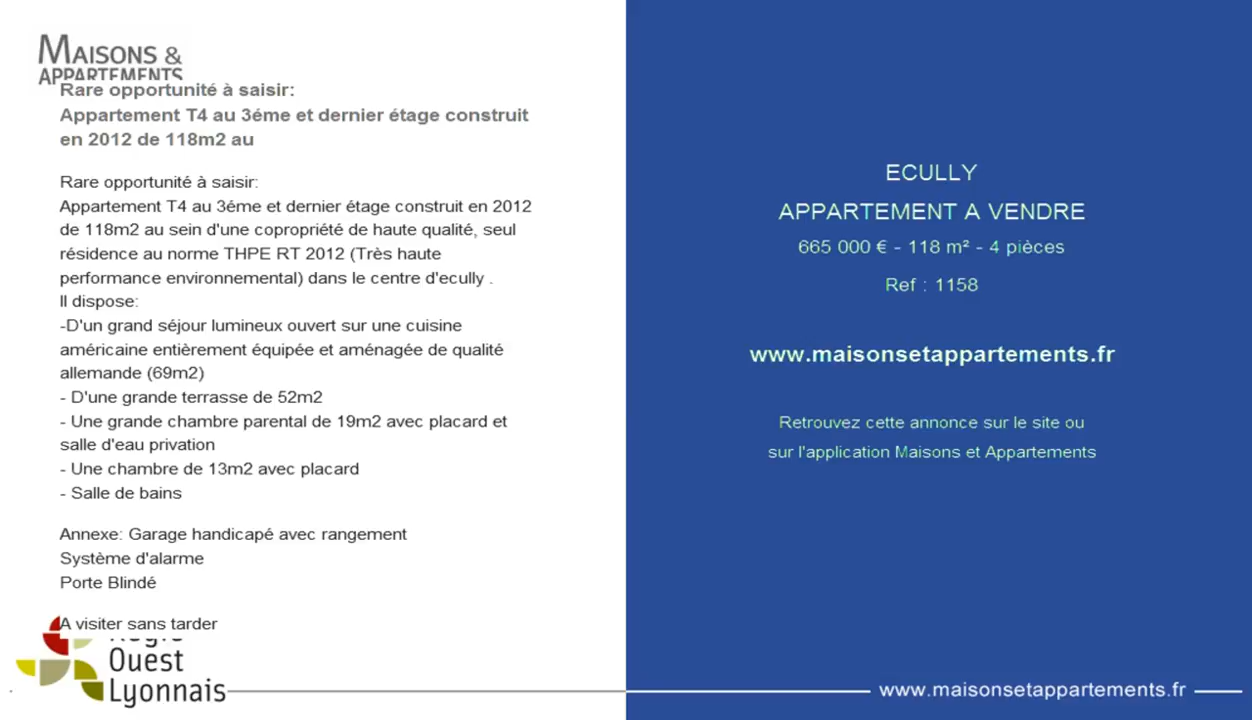 MAISONS &
APPARTEMENTS
Rare opportunité à saisir:
Appartement T4 au 3éme et dernier étage construit
en 2012 de 118m2 au
Rare opportunité à saisir:
Appartement T4 au 3éme et dernier étage construit en 2012
de 118m2 au sein d'une copropriété de haute qualité, seul
résidence au norme THPE RT 2012 (Très haute
performance environnemental) dans le centre d'ecully .
Il dispose:
-D'un grand séjour lumineux ouvert sur une cuisine
américaine entièrement équipée et aménagée de qualité
allemande (69m2)
- D'une grande terrasse de 52m2
- Une grande chambre parental de 19m2 avec placard et
salle d'eau privation
- Une chambre de 13m2 avec placard
- Salle de bains
Annexe: Garage handicapé avec rangement
Système d'alarme
Porte Blindé
A visiter sans tarder
Ouest
Lyonnais
ECULLY
APPARTEMENT A VENDRE
665 000 € - 118 m² - 4 pièces
Ref : 1158
www.maisonsetappartements.fr
Retrouvez cette annonce sur le site ou
sur l'application Maisons et Appartements
www.maisonsetappartements.fr